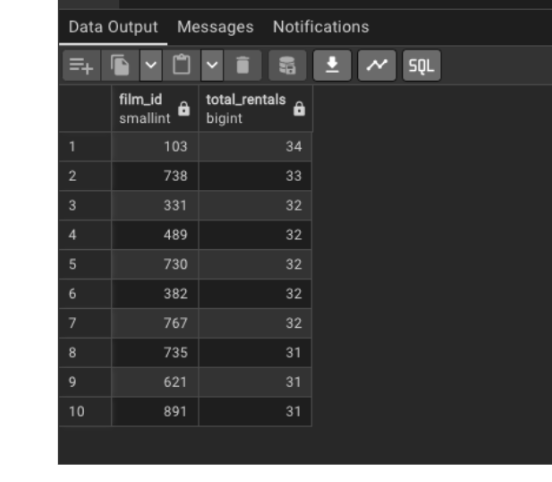 Data Output Messages Notifications
SQL
film_id total_rentals
smallint bigint
1 103 34
2 738 33
3 331 32
4 489 32
5 730 32
6 382 32
7 767 32
8 735 31
9 621 31
10 891 31